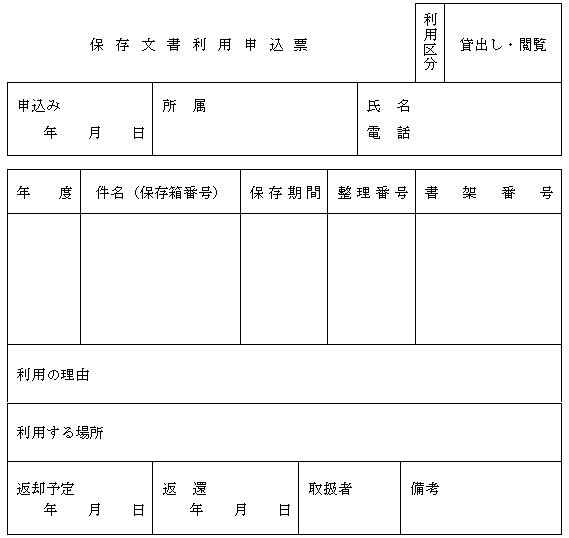 保存文書利用申込票
利用区分
貸出し・閲覧
申込み
年 月 日
所 属
氏 名
電 話
年 度
件名（保存箱番号）
保存期間
整理番号
書架番号
利用の理由
利用する場所
返却予定
年 月 日
返 還
年 月 日
取扱者
備考